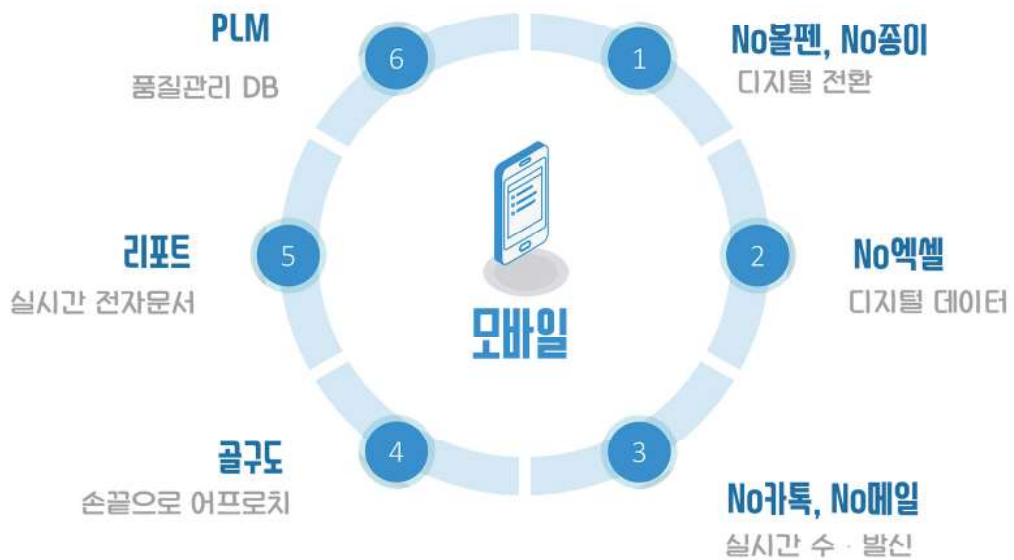 1
No볼펜, No종이
디지털 전환
2
No엑셀
디지털 데이터
3
No카톡, No메일
실시간 수 · 발신
4
골구도
손끝으로 어프로치
5
리포트
실시간 전자문서
6
PLM
품질관리 DB
모바일